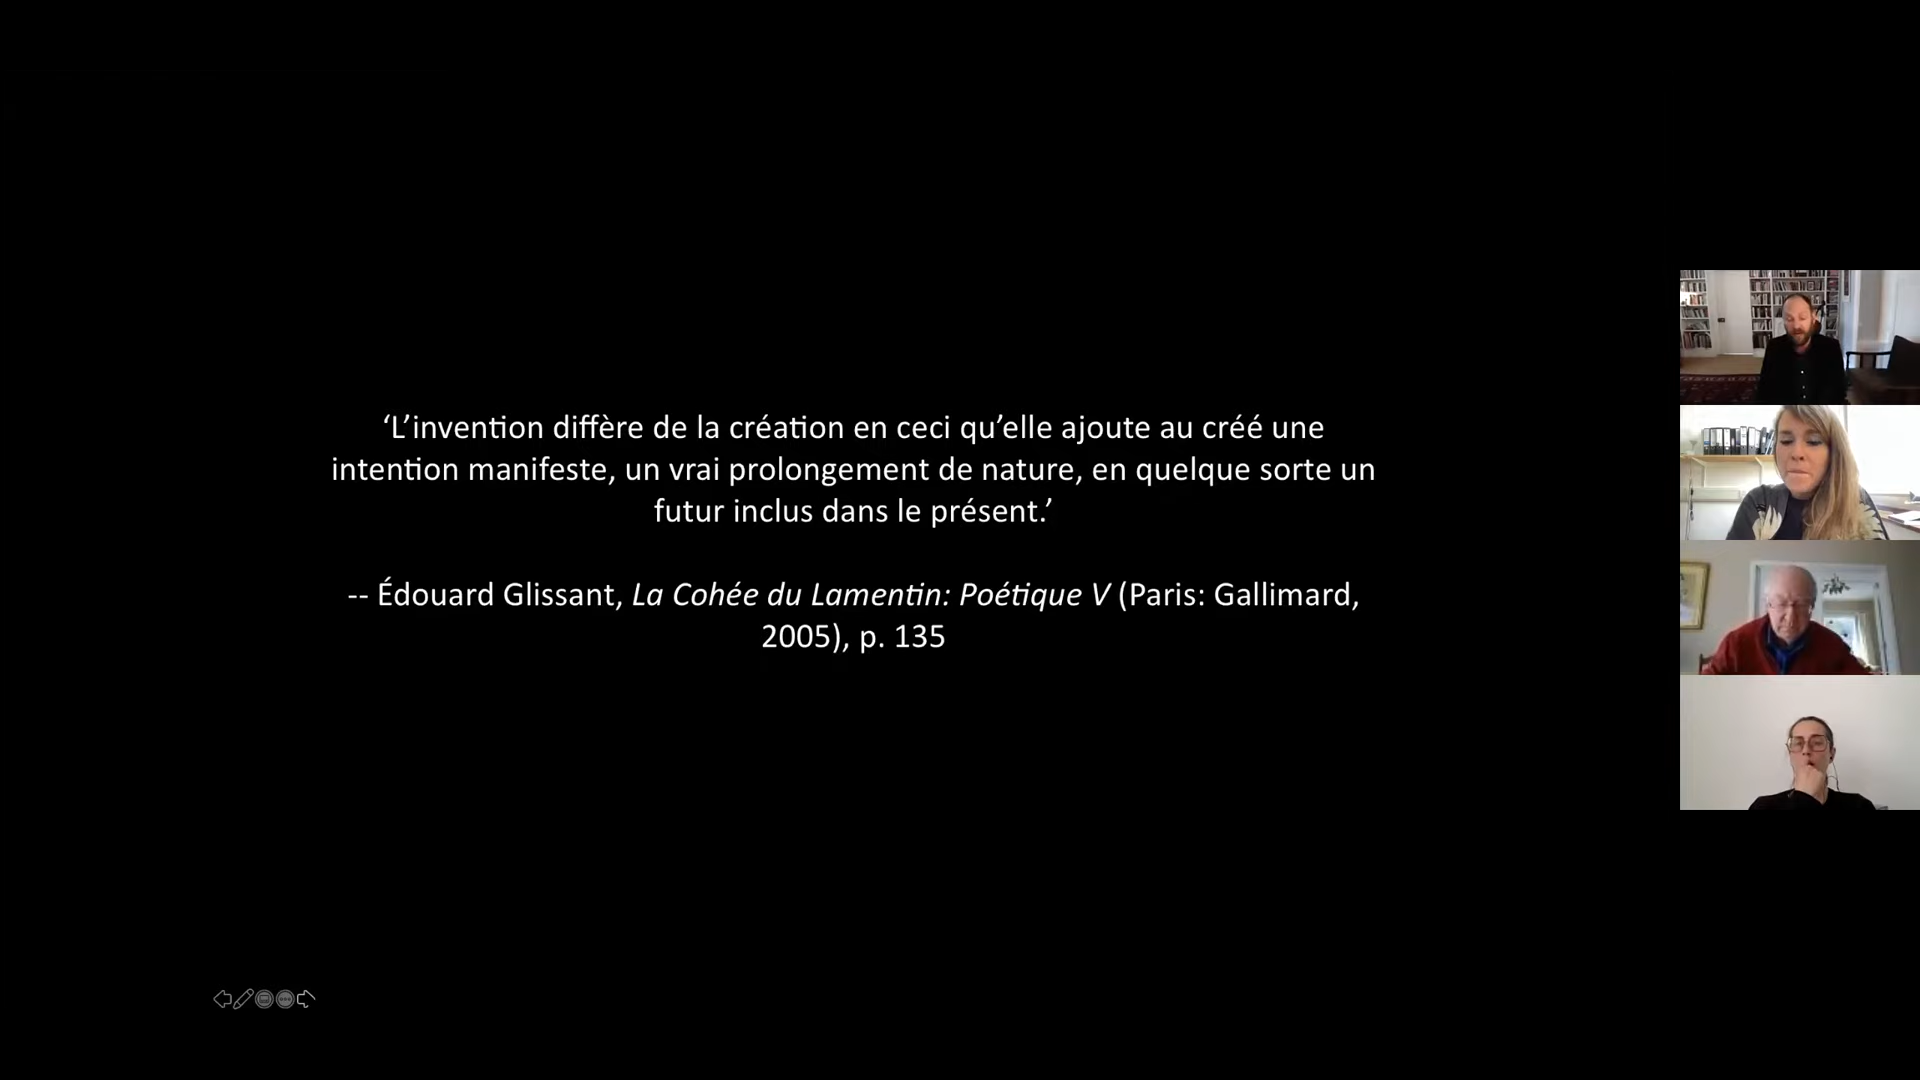 ‘L’invention diffère de la création en ceci qu’elle ajoute au créé une
intention manifeste, un vrai prolongement de nature, en quelque sorte un
futur inclus dans le présent.’
-- Édouard Glissant, La Cohée du Lamentin: Poétique V (Paris: Gallimard,
2005), p. 135